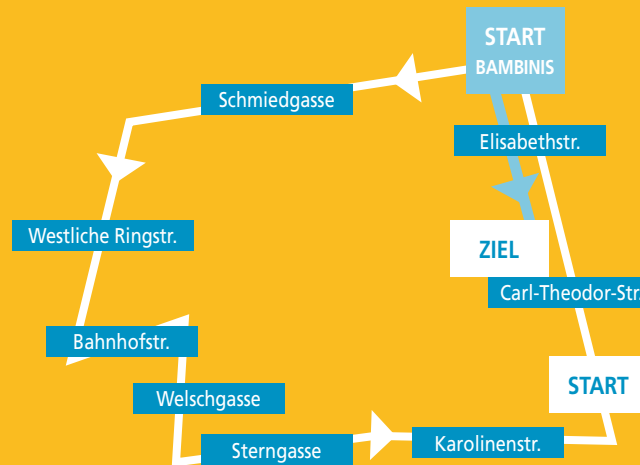 START
BAMBINIS
Schmiedgasse
Elisabethstr.
Westliche Ringstr.
ZIEL
Carl-Theodor-Str.
Bahnhofstr.
START
Welschgasse
Karolinenstr.
Sterngasse